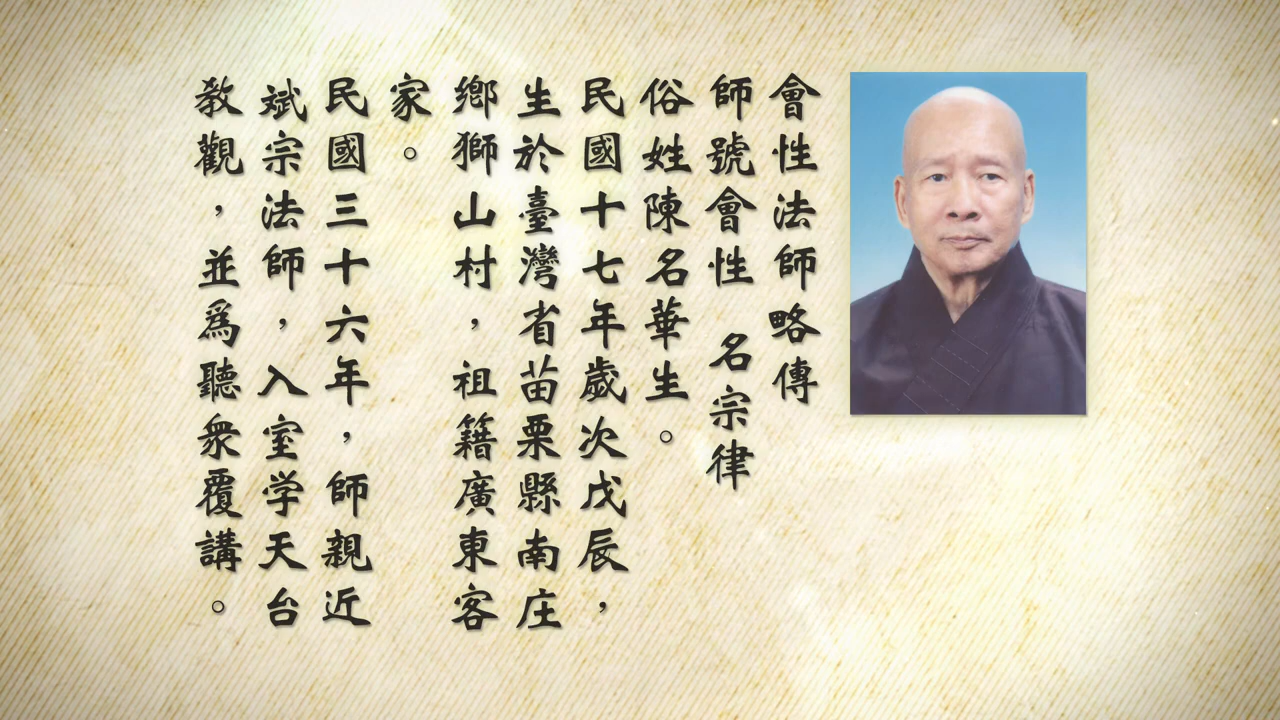 會性法師略傳
師號會性 名宗律
俗姓陳名華生。
民國十七年歲次戊辰，
生於臺灣省苗栗縣南庄
鄉獅山村，祖籍廣東客
家。
民國三十六年，師親近
斌宗法師，入室学天台
教觀，並為聽衆覆講。